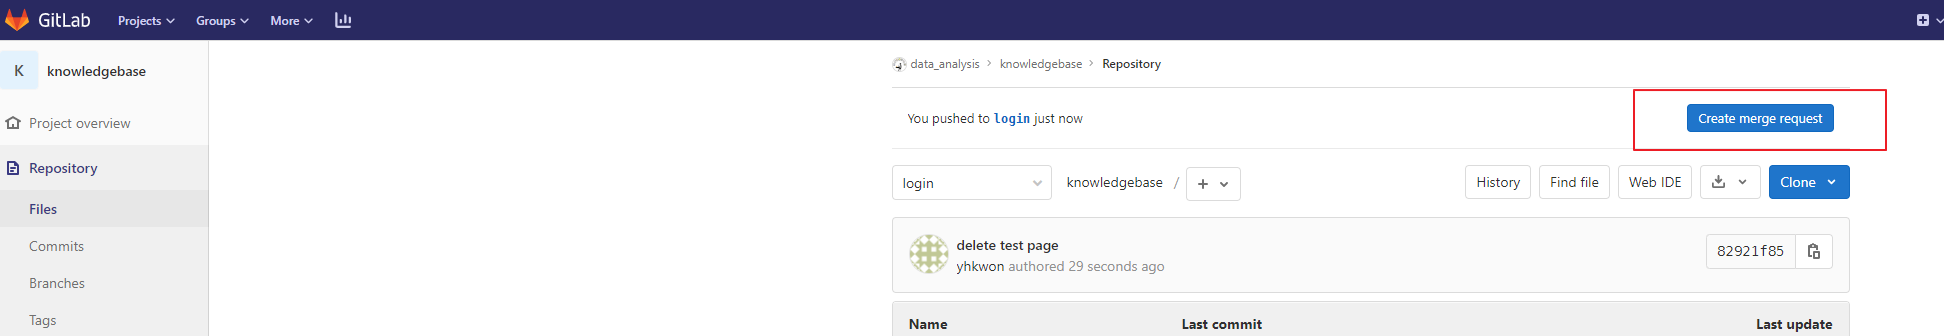 GitLab Projects Groups More
K knowledgebase
Project overview
Repository
Files
Commits
Branches
Tags
data_analysis > knowledgebase > Repository
You pushed to login just now
Create merge request
login
knowledgebase / +
History Find file Web IDE Clone
delete test page
yhkwon authored 29 seconds ago
82921f85
Name Last commit Last update